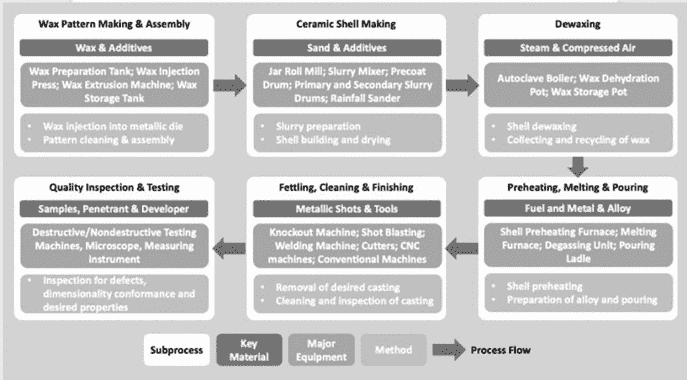 Wax Pattern Making & Assembly
Wax & Additives
Wax Preparation Tank; Wax Injection
Press; Wax Extrusion Machine; Wax
Storage Tank
• Wax injection into metallic die
• Pattern cleaning & assembly
Ceramic Shell Making
Sand & Additives
Jar Roll Mill; Slurry Mixer; Precoat
Drum; Primary and Secondary Slurry
Drums; Rainfall Sander
• Slurry preparation
• Shell building and drying
Dewaxing
Steam & Compressed Air
Autoclave Boiler; Wax Dehydration
Pot; Wax Storage Pot
• Shell dewaxing
• Collecting and recycling of wax
Preheating, Melting & Pouring
Fuel and Metal & Alloy
Shell Preheating Furnace; Melting
Furnace; Degassing Unit; Pouring
Ladle
• Shell preheating
• Preparation of alloy and pouring
Fettling, Cleaning & Finishing
Metallic Shots & Tools
Knockout Machine; Shot Blasting;
Welding Machine; Cutters; CNC
machines; Conventional Machines
• Removal of desired casting
• Cleaning and inspection of casting
Quality Inspection & Testing
Samples, Penetrant & Developer
Destructive/Nondestructive Testing
Machines, Microscope, Measuring
instrument
• Inspection for defects,
dimensionality conformance and
desired properties
Subprocess
Key
Material
Major
Equipment
Method
Process Flow